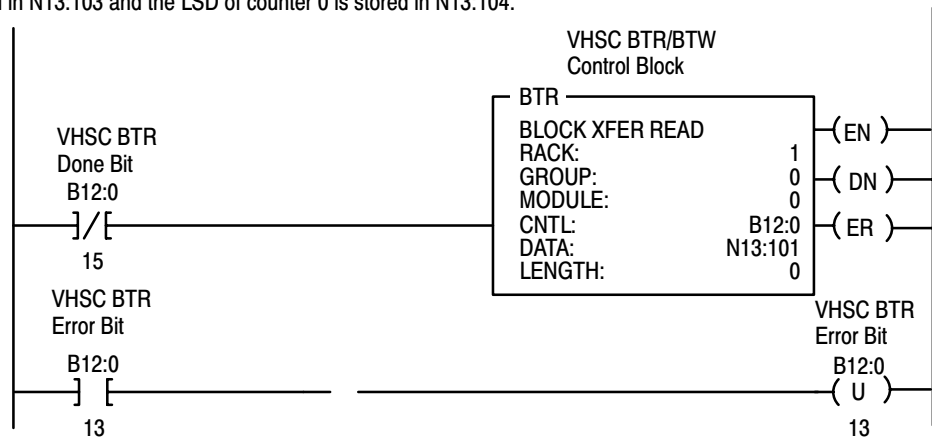 in N13:103 and the LSD of counter 0 is stored in N13:104.
VHSC BTR/BTW
Control Block
BTR
VHSC BTR
Done Bit
B12:0
15
BLOCK XFER READ
RACK: 1
GROUP: 0
MODULE: 0
CNTL: B12:0
DATA: N13:101
LENGTH: 0
EN
DN
ER
VHSC BTR
Error Bit
B12:0
13
VHSC BTR
Error Bit
B12:0
U
13